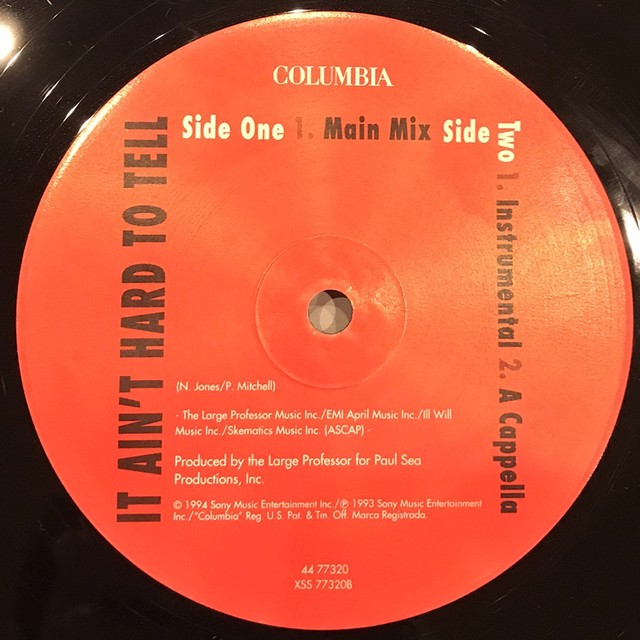 COLUMBIA
Side One 1. Main Mix Side Two 1. Instrumental 2. A Cappella
IT AIN'T HARD TO TELL
(N. Jones/P. Mitchell)
- The Large Professor Music Inc./EMI April Music Inc./Ill Will
Music Inc./Skematics Music Inc. (ASCAP) -
Produced by the Large Professor for Paul Sea
Productions, Inc.
© 1994 Sony Music Entertainment Inc./℗ 1993 Sony Music Entertainment
Inc./"Columbia" Reg. U.S. Pat. & Tm. Off. Marca Registrada.
44 77320
XSS 77320B